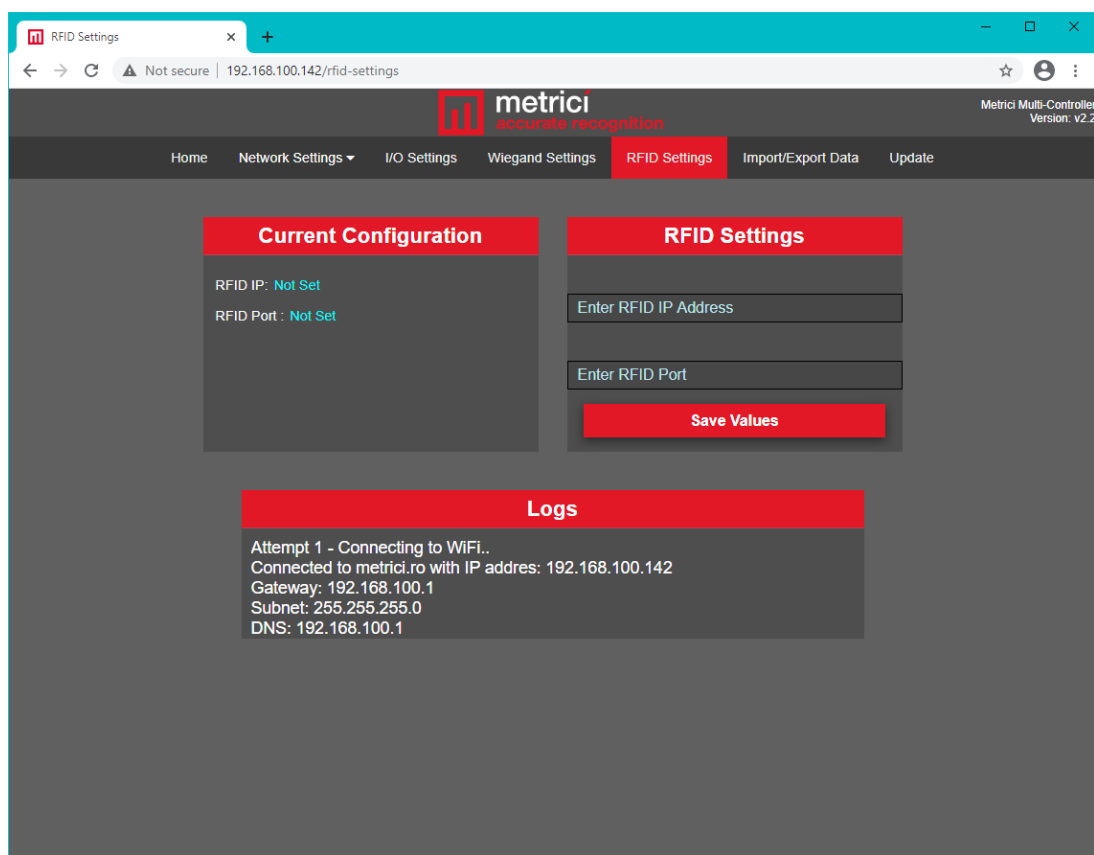 RFID Settings
Not secure | 192.168.100.142/rfid-settings
metrici
accurate recognition
Metrici Multi-Controller
Version: v2.2
Home Network Settings I/O Settings Wiegand Settings RFID Settings Import/Export Data Update
Current Configuration
RFID IP: Not Set
RFID Port : Not Set
RFID Settings
Enter RFID IP Address
Enter RFID Port
Save Values
Logs
Attempt 1 - Connecting to WiFi..
Connected to metrici.ro with IP addres: 192.168.100.142
Gateway: 192.168.100.1
Subnet: 255.255.255.0
DNS: 192.168.100.1